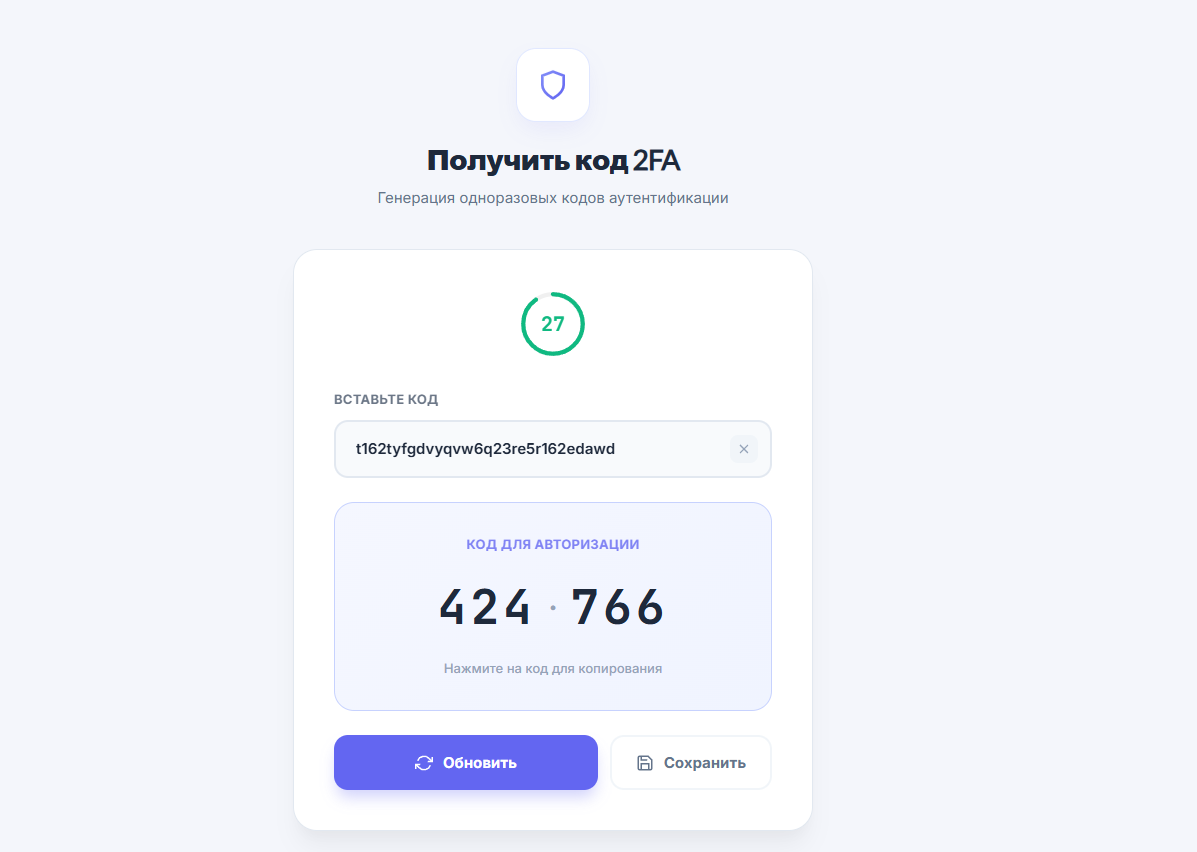 Получить код 2FA
Генерация одноразовых кодов аутентификации
27
ВСТАВЬТЕ КОД
t162tyfgdvyqvw6q23re5r162edawd
КОД ДЛЯ АВТОРИЗАЦИИ
424 · 766
Нажмите на код для копирования
Обновить Сохранить